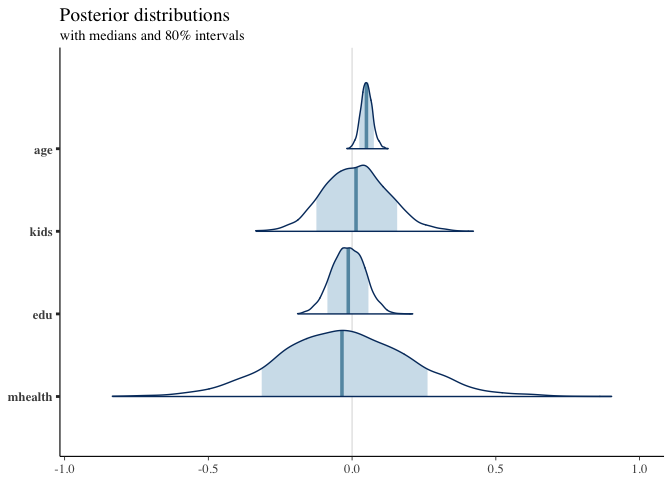 Posterior distributions
with medians and 80% intervals
age
kids
edu
mhealth
-1.0 -0.5 0.0 0.5 1.0